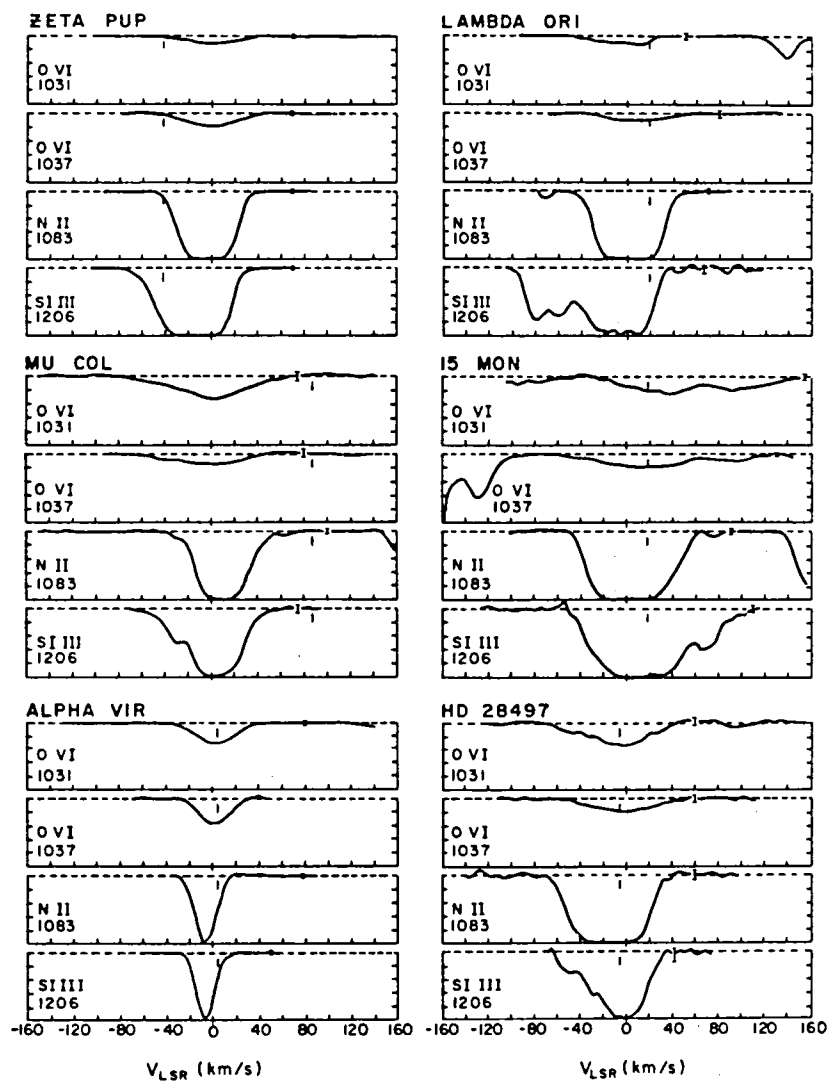 ZETA PUP
O VI
1031
O VI
1037
N II
1083
SI III
1206
LAMBDA ORI
O VI
1031
O VI
1037
N II
1083
SI III
1206
MU COL
O VI
1031
O VI
1037
N II
1083
SI III
1206
15 MON
O VI
1031
O VI
1037
N II
1083
SI III
1206
ALPHA VIR
O VI
1031
O VI
1037
N II
1083
SI III
1206
-160 -120 -80 -40 0 40 80 120 160
V_LSR (km/s)
HD 28497
O VI
1031
O VI
1037
N II
1083
SI III
1206
-160 -120 -80 -40 0 40 80 120 160
V_LSR (km/s)